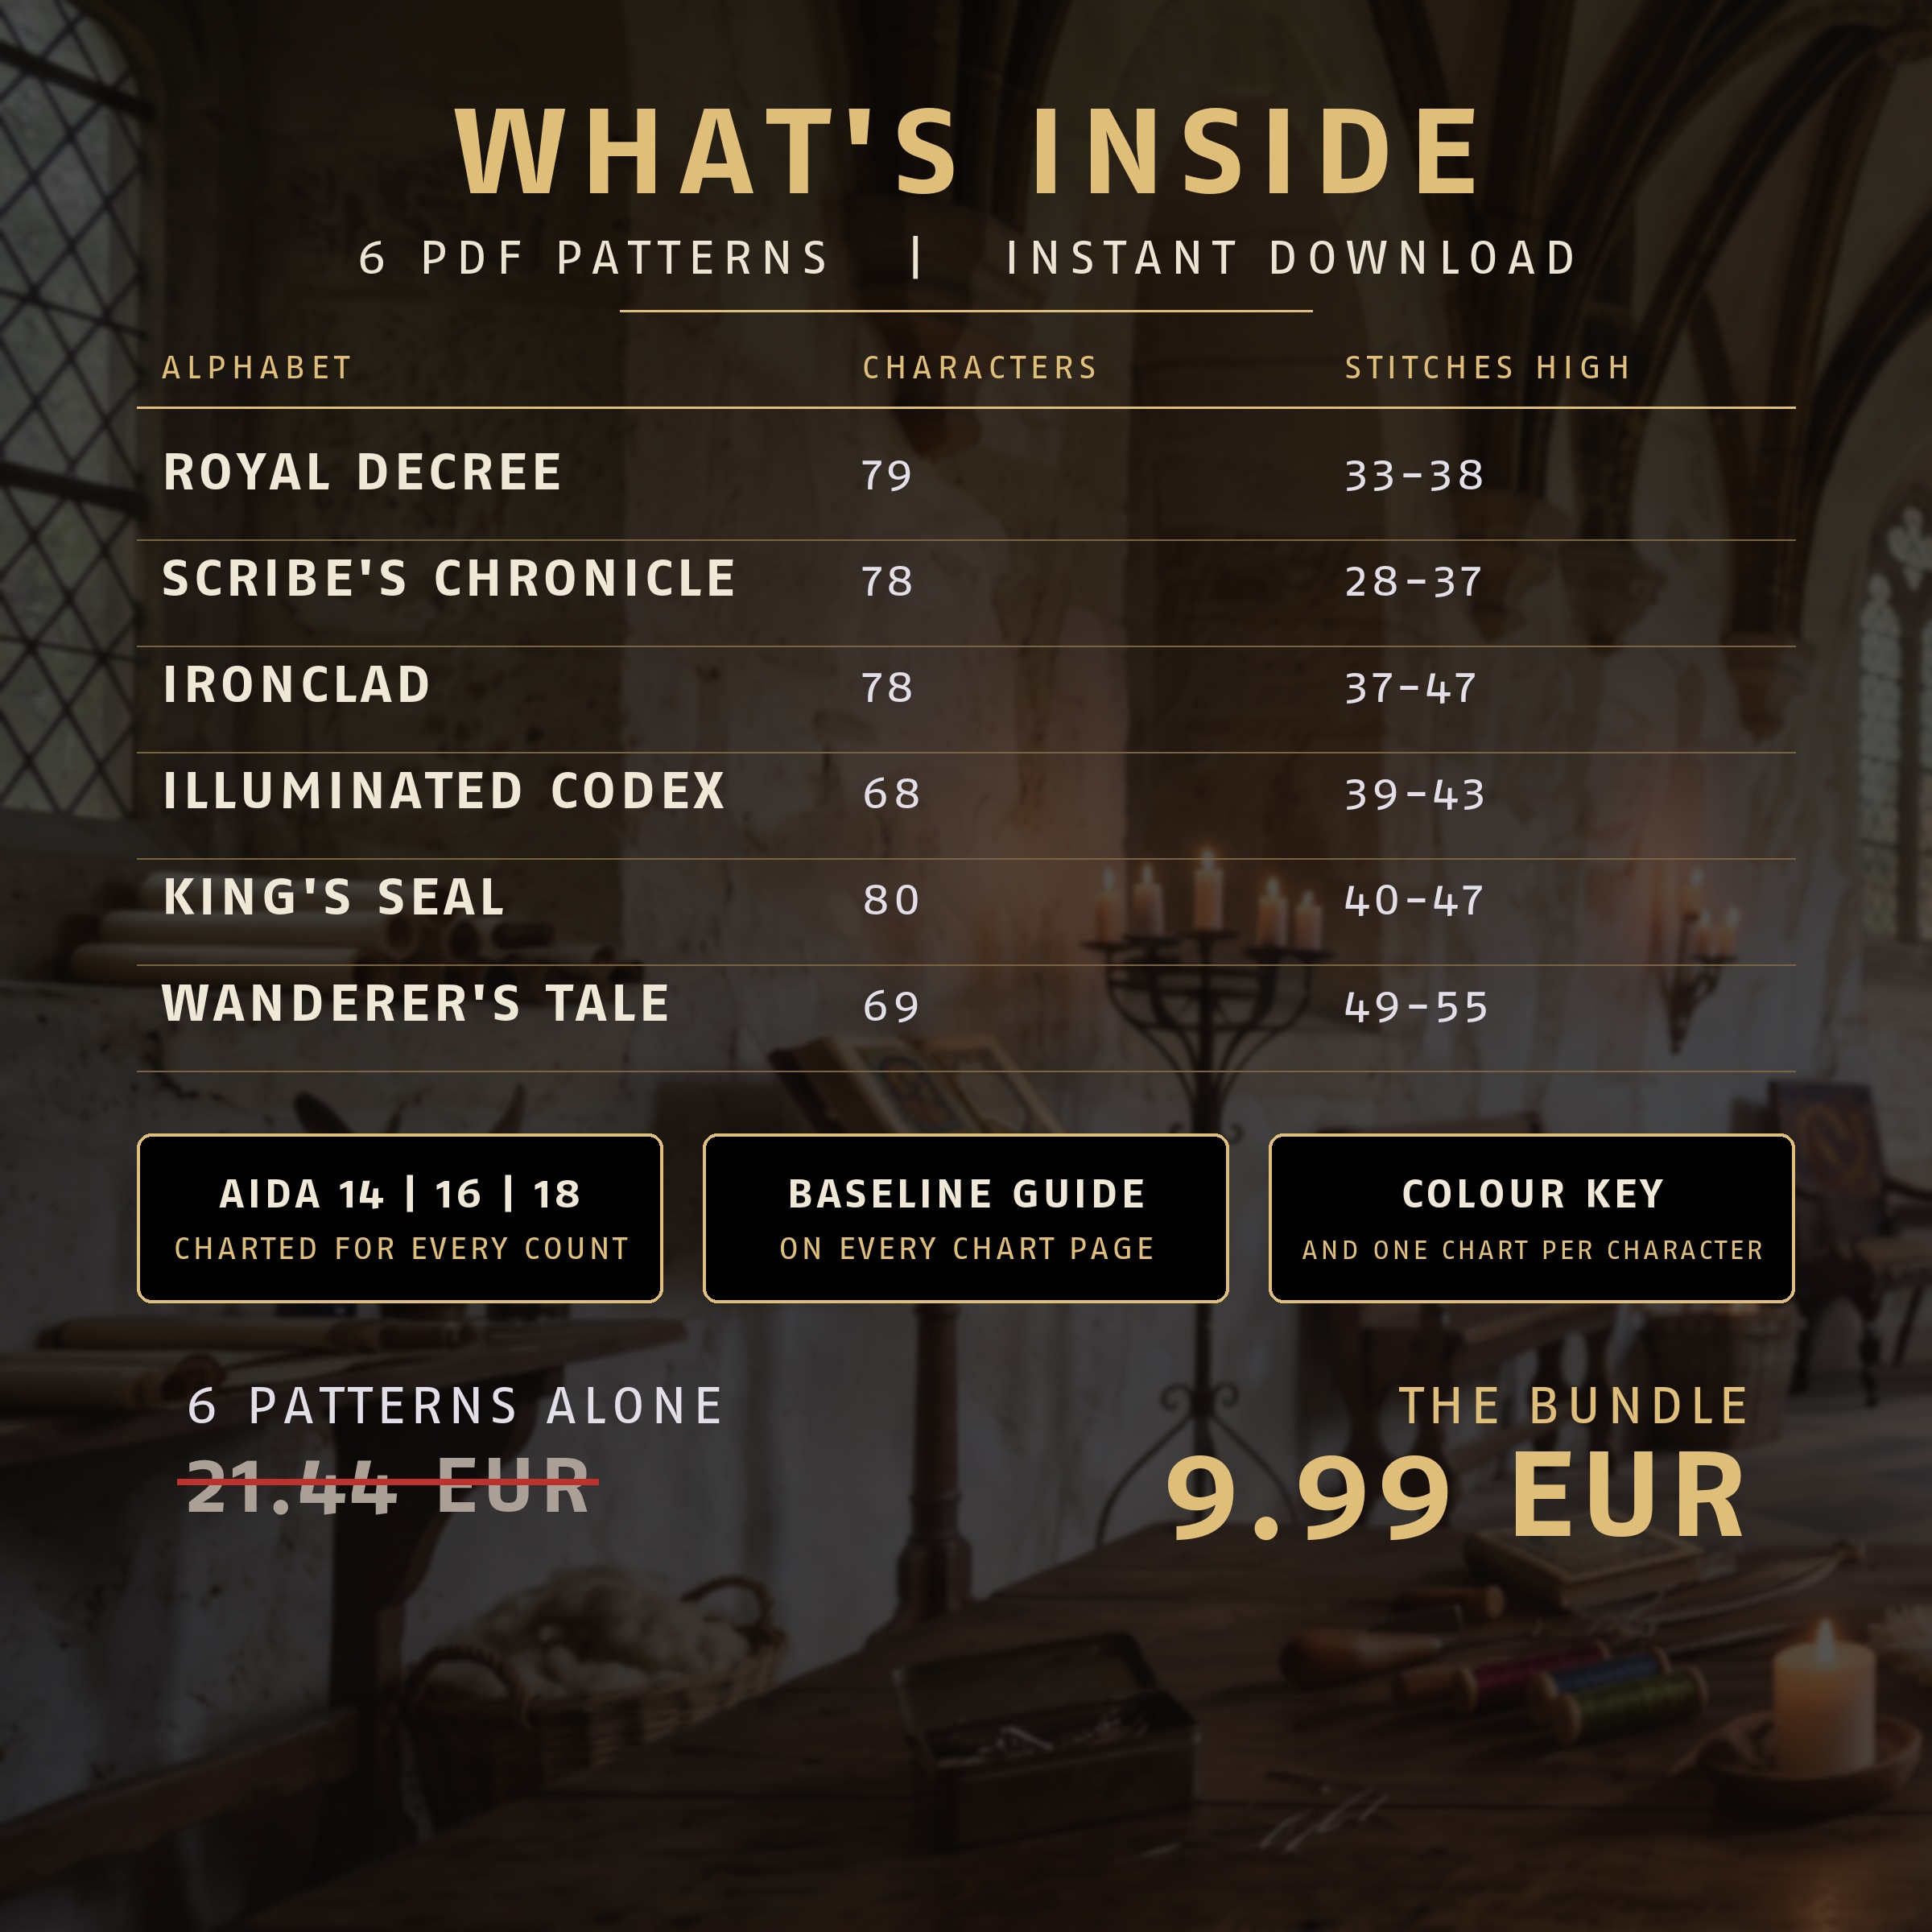 WHAT'S INSIDE
6 PDF PATTERNS | INSTANT DOWNLOAD
ALPHABET CHARACTERS STITCHES HIGH
ROYAL DECREE 79 33-38
SCRIBE'S CHRONICLE 78 28-37
IRONCLAD 78 37-47
ILLUMINATED CODEX 68 39-43
KING'S SEAL 80 40-47
WANDERER'S TALE 69 49-55
AIDA 14 | 16 | 18
CHARTED FOR EVERY COUNT
BASELINE GUIDE
ON EVERY CHART PAGE
COLOUR KEY
AND ONE CHART PER CHARACTER
6 PATTERNS ALONE
21.44 EUR
THE BUNDLE
9.99 EUR